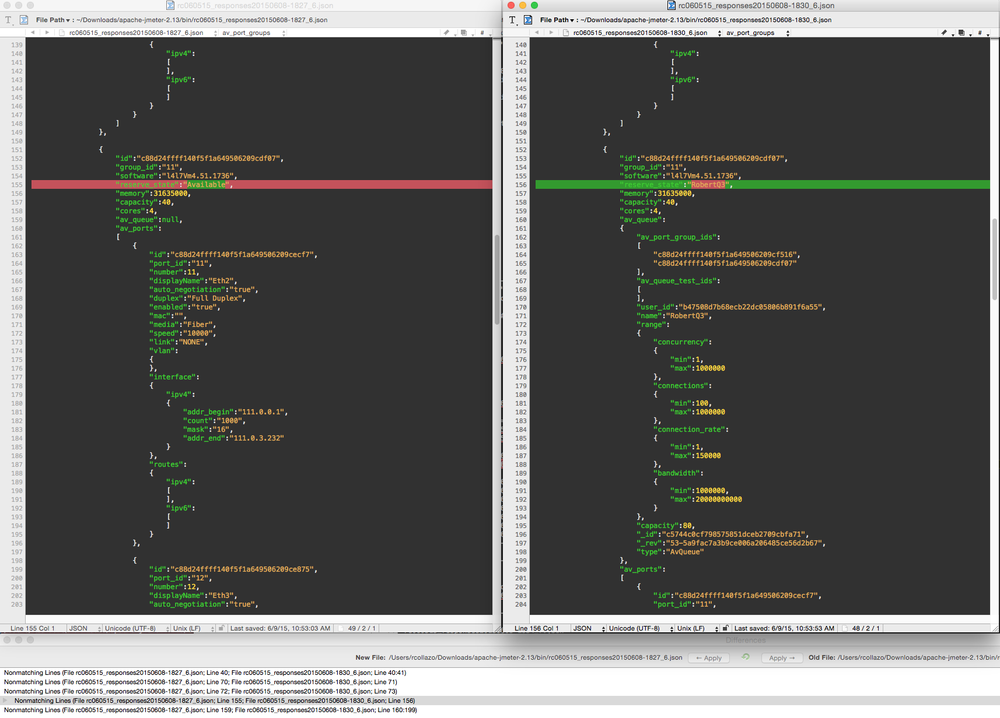 rc060515_responses20150608-1827_6.json
File Path ▾ : ~/Downloads/apache-jmeter-2.13/bin/rc060515_responses20150608-1827_6.json
rc060515_responses20150608-1827_6.json av_port_groups #
139 {
140 "ipv4":
141 [
142 ],
143 "ipv6":
144 [
145 ]
146 }
147 }
148 ]
149 },
150
151 {
152 "id":"c88d24ffff140f5f1a649506209cdf07",
153 "group_id":"11",
154 "software":"l4l7Vm4.51.1736",
155 "reserve_state":"Available",
156 "memory":31635000,
157 "capacity":40,
158 "cores":4,
159 "av_queue":null,
160 "av_ports":
161 [
162 {
163 "id":"c88d24ffff140f5f1a649506209cecf7",
164 "port_id":"11",
165 "number":11,
166 "displayName":"Eth2",
167 "auto_negotiation":"true",
168 "duplex":"Full Duplex",
169 "enabled":"true",
170 "mac":"",
171 "media":"Fiber",
172 "speed":"10000",
173 "link":"NONE",
174 "vlan":
175 {
176 },
177 "interface":
178 {
179 "ipv4":
180 {
181 "addr_begin":"111.0.0.1",
182 "count":"1000",
183 "mask":"16",
184 "addr_end":"111.0.3.232"
185 }
186 },
187 "routes":
188 {
189 "ipv4":
190 [
191 ],
192 "ipv6":
193 [
194 ]
195 }
196 },
197
198 {
199 "id":"c88d24ffff140f5f1a649506209ce875",
200 "port_id":"12",
201 "number":12,
202 "displayName":"Eth3",
203 "auto_negotiation":"true",
Line 155 Col 1 JSON Unicode (UTF-8) Unix (LF) Last saved: 6/9/15, 10:53:03 AM 49 / 2 / 1
rc060515_responses20150608-1830_6.json
File Path ▾ : ~/Downloads/apache-jmeter-2.13/bin/rc060515_responses20150608-1830_6.json
rc060515_responses20150608-1830_6.json av_port_groups #
140 {
141 "ipv4":
142 [
143 ],
144 "ipv6":
145 [
146 ]
147 }
148 }
149 ]
150 },
151
152 {
153 "id":"c88d24ffff140f5f1a649506209cdf07",
154 "group_id":"11",
155 "software":"l4l7Vm4.51.1736",
156 "reserve_state":"RobertQ3",
157 "memory":31635000,
158 "capacity":40,
159 "cores":4,
160 "av_queue":
161 {
162 "av_port_group_ids":
163 [
164 "c88d24ffff140f5f1a649506209cf516",
165 "c88d24ffff140f5f1a649506209cdf07"
166 ],
167 "av_queue_test_ids":
168 [
169 ],
170 "user_id":"b47508d7b68ecb22dc05806b891f6a55",
171 "name":"RobertQ3",
172 "range":
173 {
174 "concurrency":
175 {
176 "min":1,
177 "max":1000000
178 },
179 "connections":
180 {
181 "min":100,
182 "max":1000000
183 },
184 "connection_rate":
185 {
186 "min":1,
187 "max":150000
188 },
189 "bandwidth":
190 {
191 "min":1000000,
192 "max":20000000000
193 }
194 },
195 "capacity":80,
196 "_id":"c5744c0cf798575851dceb2709cbfa71",
197 "_rev":"53-5a9fac7a3b9ce006a206485ce56d2b67",
198 "type":"AvQueue"
199 },
200 "av_ports":
201 [
202 {
203 "id":"c88d24ffff140f5f1a649506209cecf7",
204 "port_id":"11",
Line 156 Col 1 JSON Unicode (UTF-8) Unix (LF) Last saved: 6/9/15, 10:53:53 AM 48 / 2 / 1
Differences
New File: /Users/rcollazo/Downloads/apache-jmeter-2.13/bin/rc060515_responses20150608-1827_6.json ← Apply Apply → Old File: /Users/rcollazo/Downloads/apache-jmeter-2.13/bin/r
Nonmatching Lines (File rc060515_responses20150608-1827_6.json; Line 40; File rc060515_responses20150608-1830_6.json; Line 40:41)
Nonmatching Lines (File rc060515_responses20150608-1827_6.json; Line 70; File rc060515_responses20150608-1830_6.json; Line 71)
Nonmatching Lines (File rc060515_responses20150608-1827_6.json; Line 72; File rc060515_responses20150608-1830_6.json; Line 73)
Nonmatching Lines (File rc060515_responses20150608-1827_6.json; Line 155; File rc060515_responses20150608-1830_6.json; Line 156)
Nonmatching Lines (File rc060515_responses20150608-1827_6.json; Line 159; File rc060515_responses20150608-1830_6.json; Line 160:199)